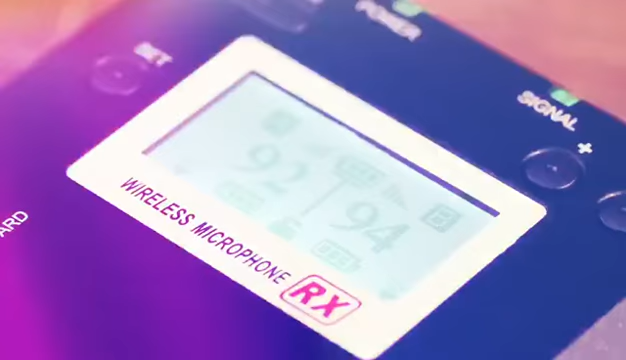 POWER
SET
SIGNAL
+
92 94
WIRELESS MICROPHONE
RX
ARD